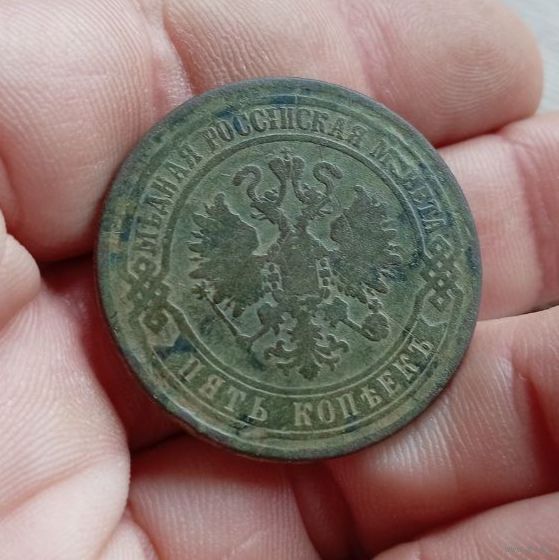 МѢДНАЯ РОССІЙСКАЯ МОНЕТА
ПЯТЬ КОПѢЕКЪ